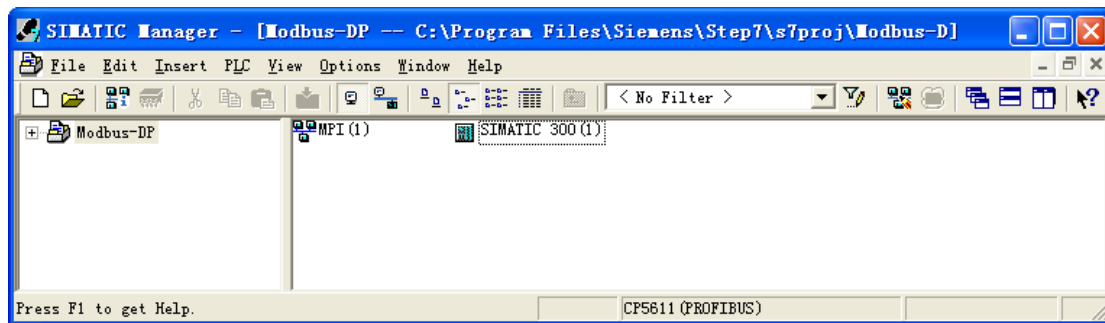 SIMATIC Manager - [Modbus-DP -- C:\Program Files\Siemens\Step7\s7proj\Modbus-D]
File Edit Insert PLC View Options Window Help
< No Filter >
Modbus-DP
MPI(1) SIMATIC 300(1)
Press F1 to get Help. CP5611(PROFIBUS)